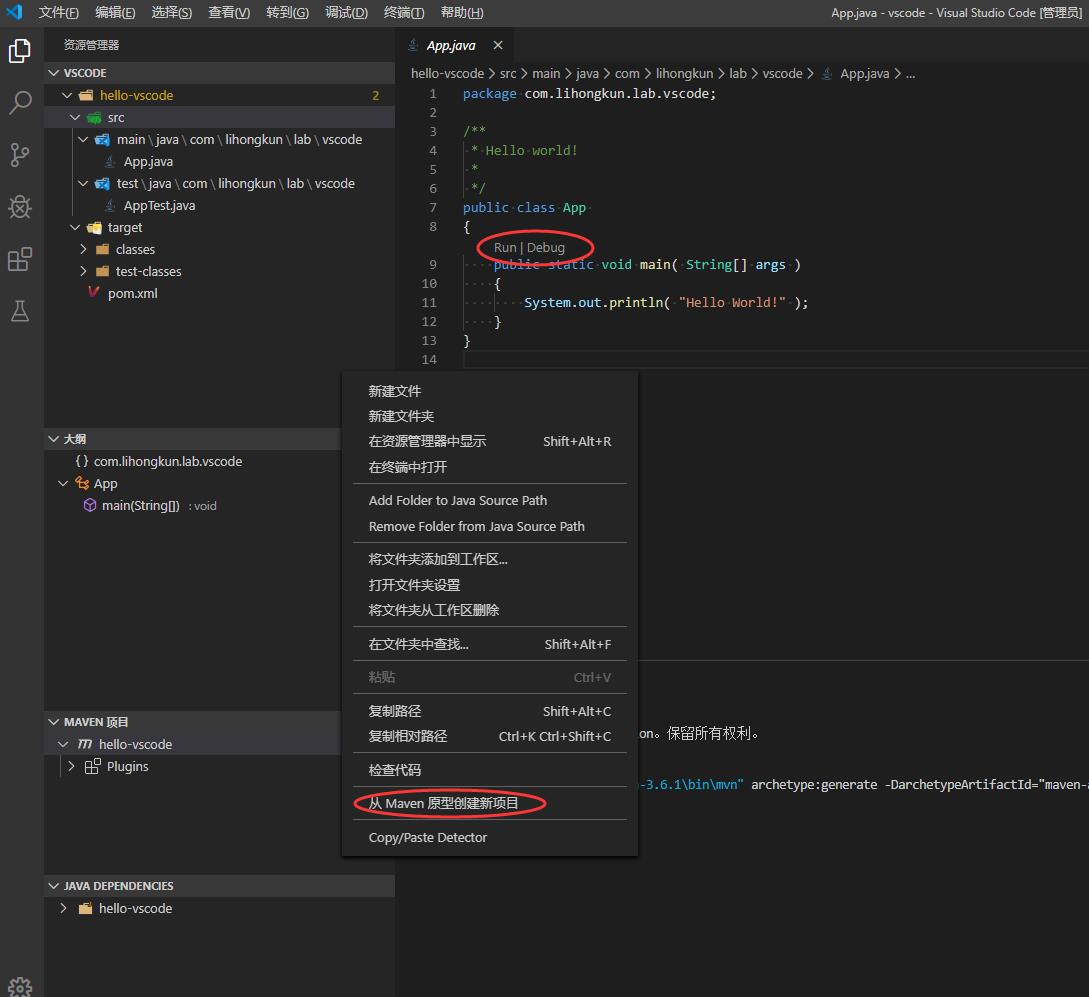 文件(F) 编辑(E) 选择(S) 查看(V) 转到(G) 调试(D) 终端(T) 帮助(H) App.java - vscode - Visual Studio Code [管理员]
资源管理器
VSCODE
hello-vscode 2
src
main \ java \ com \ lihongkun \ lab \ vscode
App.java
test \ java \ com \ lihongkun \ lab \ vscode
AppTest.java
target
classes
test-classes
pom.xml
大纲
{} com.lihongkun.lab.vscode
App
main(String[]) : void
MAVEN 项目
m hello-vscode
Plugins
JAVA DEPENDENCIES
hello-vscode
App.java ×
hello-vscode > src > main > java > com > lihongkun > lab > vscode > App.java > ...
1 package com.lihongkun.lab.vscode;
2
3 /**
4 * Hello world!
5 *
6 */
7 public class App
8 {
Run | Debug
9 public static void main( String[] args )
10 {
11 System.out.println( "Hello World!" );
12 }
13 }
14
新建文件
新建文件夹
在资源管理器中显示 Shift+Alt+R
在终端中打开
Add Folder to Java Source Path
Remove Folder from Java Source Path
将文件夹添加到工作区...
打开文件夹设置
将文件夹从工作区删除
在文件夹中查找... Shift+Alt+F
粘贴 Ctrl+V
复制路径 Shift+Alt+C
复制相对路径 Ctrl+K Ctrl+Shift+C
检查代码
从 Maven 原型创建新项目
Copy/Paste Detector
on。保留所有权利。
-3.6.1\bin\mvn" archetype:generate -DarchetypeArtifactId="maven-a